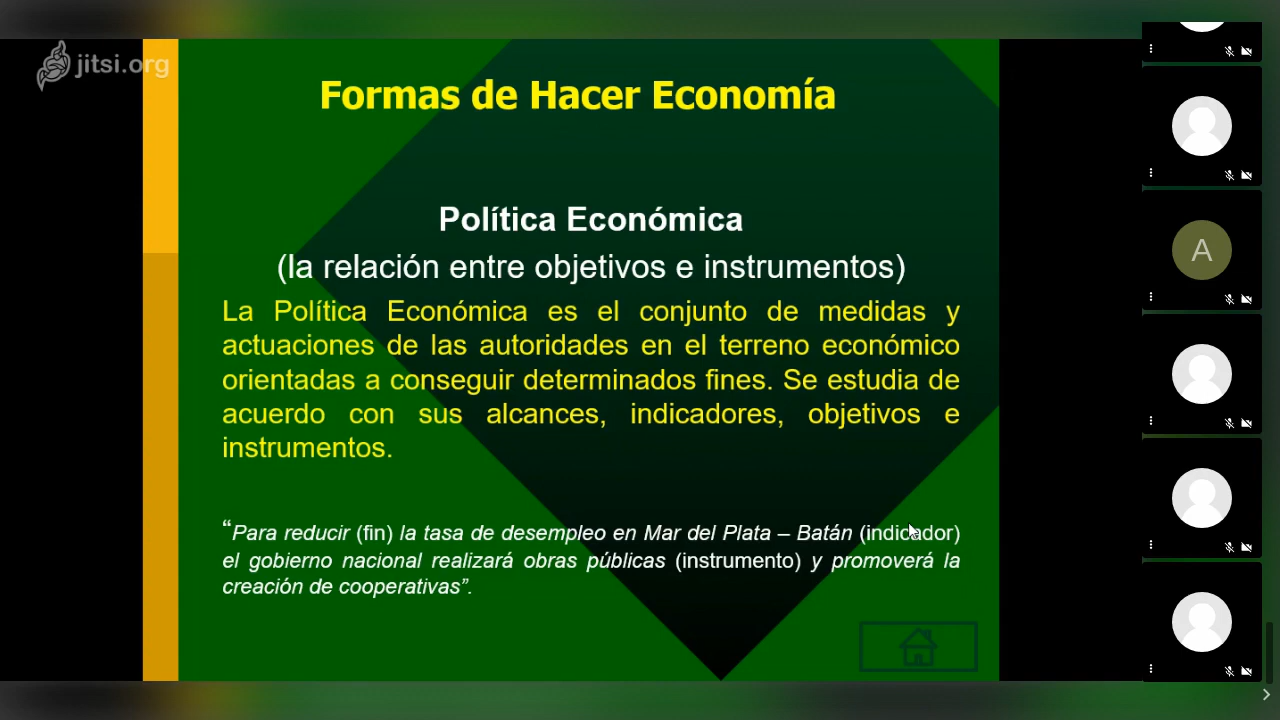 jitsi.org
Formas de Hacer Economía
Política Económica
(la relación entre objetivos e instrumentos)
La Política Económica es el conjunto de medidas y
actuaciones de las autoridades en el terreno económico
orientadas a conseguir determinados fines. Se estudia de
acuerdo con sus alcances, indicadores, objetivos e
instrumentos.
“Para reducir (fin) la tasa de desempleo en Mar del Plata – Batán (indicador)
el gobierno nacional realizará obras públicas (instrumento) y promoverá la
creación de cooperativas”.
A